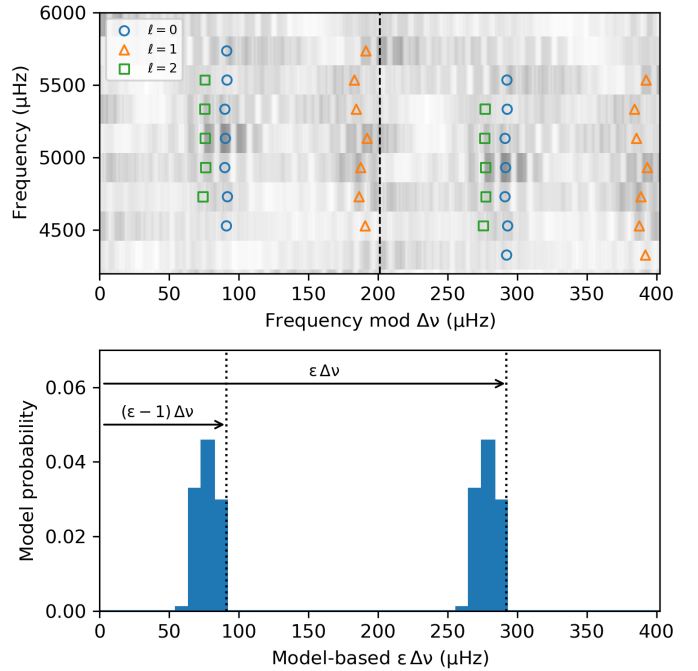 6000
5500
5000
4500
Frequency (μHz)
ℓ = 0
ℓ = 1
ℓ = 2
0 50 100 150 200 250 300 350 400
Frequency mod Δν (μHz)
0.06
0.04
0.02
0.00
Model probability
ε Δν
(ε − 1) Δν
0 50 100 150 200 250 300 350 400
Model-based ε Δν (μHz)